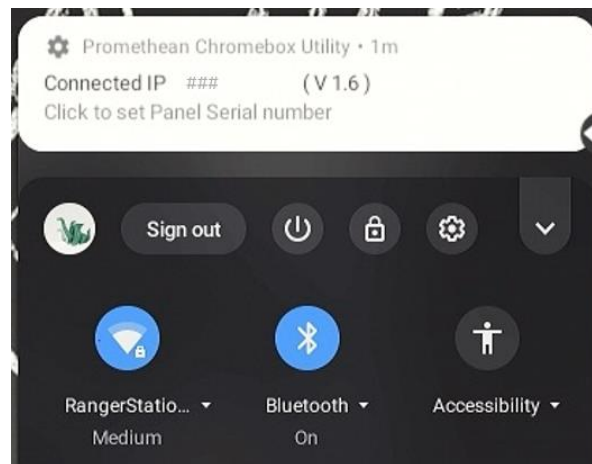 Promethean Chromebox Utility • 1m
Connected IP ### ( V 1.6 )
Click to set Panel Serial number
Sign out
RangerStatio... Bluetooth Accessibility
Medium On